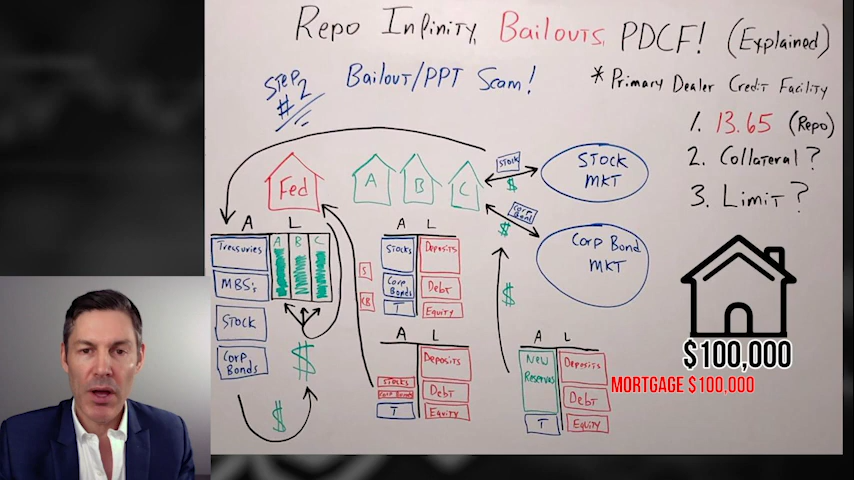 Repo Infinity Bailouts, PDCF! (Explained)
STEP #2
Bailout/PPT Scam!
* Primary Dealer Credit Facility
1. 13.65 (Repo)
2. Collateral?
3. Limit?
Fed
A
B
C
STOCK
$
STOCK MKT
CORP BOND
$
Corp Bond MKT
A L
Treasuries
MBS's
STOCK
Corp BONDS
A B C
$
$
A L
STOCKS
Corp Bonds
T
Deposits
Debt
Equity
S
CB
A L
STOCKS
Corp Bonds
T
Deposits
Debt
Equity
$
A L
New Reserves
T
Deposits
Debt
Equity
$100,000
MORTGAGE $100,000